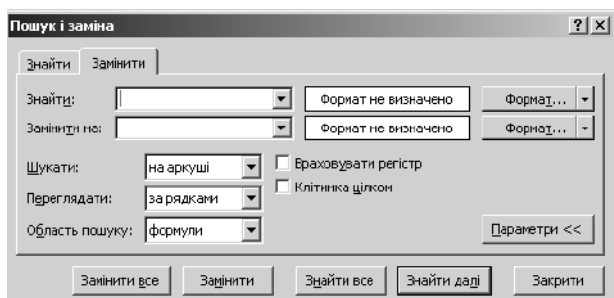 Пошук і заміна
Знайти Замінити
Знайти: Формат не визначено Формат...
Замінити на: Формат не визначено Формат...
Шукати: на аркуші Враховувати регістр
Клітинка цілком
Переглядати: за рядками
Область пошуку: формули Параметри <<
Замінити все Замінити Знайти все Знайти далі Закрити